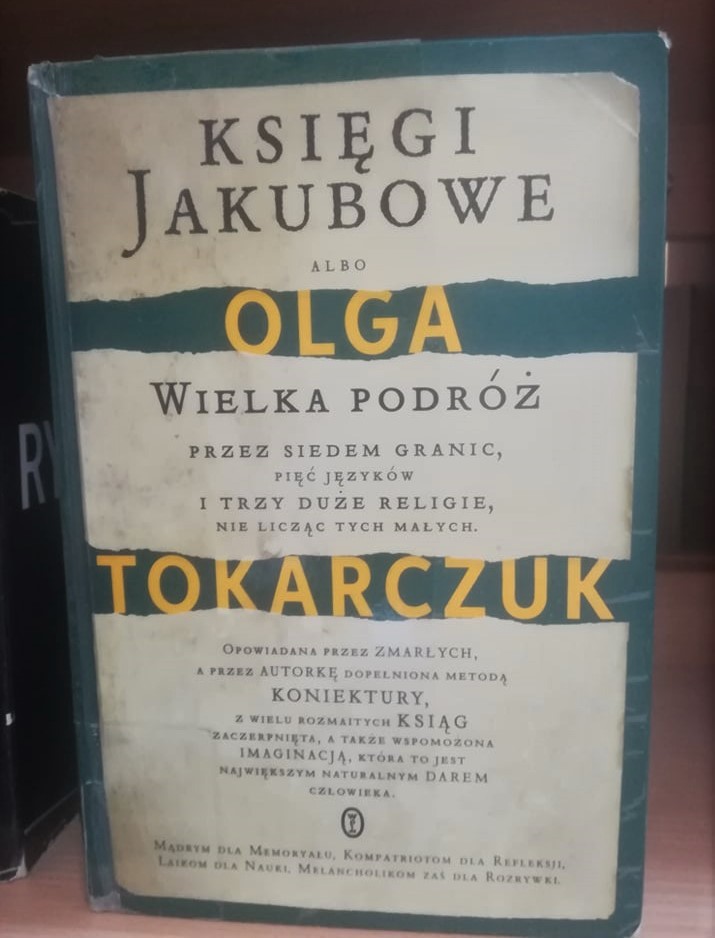 KSIĘGI
JAKUBOWE
ALBO
OLGA
WIELKA PODRÓŻ
PRZEZ SIEDEM GRANIC,
PIĘĆ JĘZYKÓW
I TRZY DUŻE RELIGIE,
NIE LICZĄC TYCH MAŁYCH.
TOKARCZUK
OPOWIADANA PRZEZ ZMARŁYCH,
A PRZEZ AUTORKĘ DOPEŁNIONA METODĄ
KONIEKTURY,
Z WIELU ROZMAITYCH KSIĄG
ZACZERPNIĘTA, A TAKŻE WSPOMOŻONA
IMAGINACJĄ, KTÓRA TO JEST
NAJWIĘKSZYM NATURALNYM DAREM
CZŁOWIEKA.
MĄDRYM DLA MEMORYAŁU, KOMPATRIOTOM DLA REFLEKSJI,
LAIKOM DLA NAUKI, MELANCHOLIKOM ZAŚ DLA ROZRYWKI.
RY